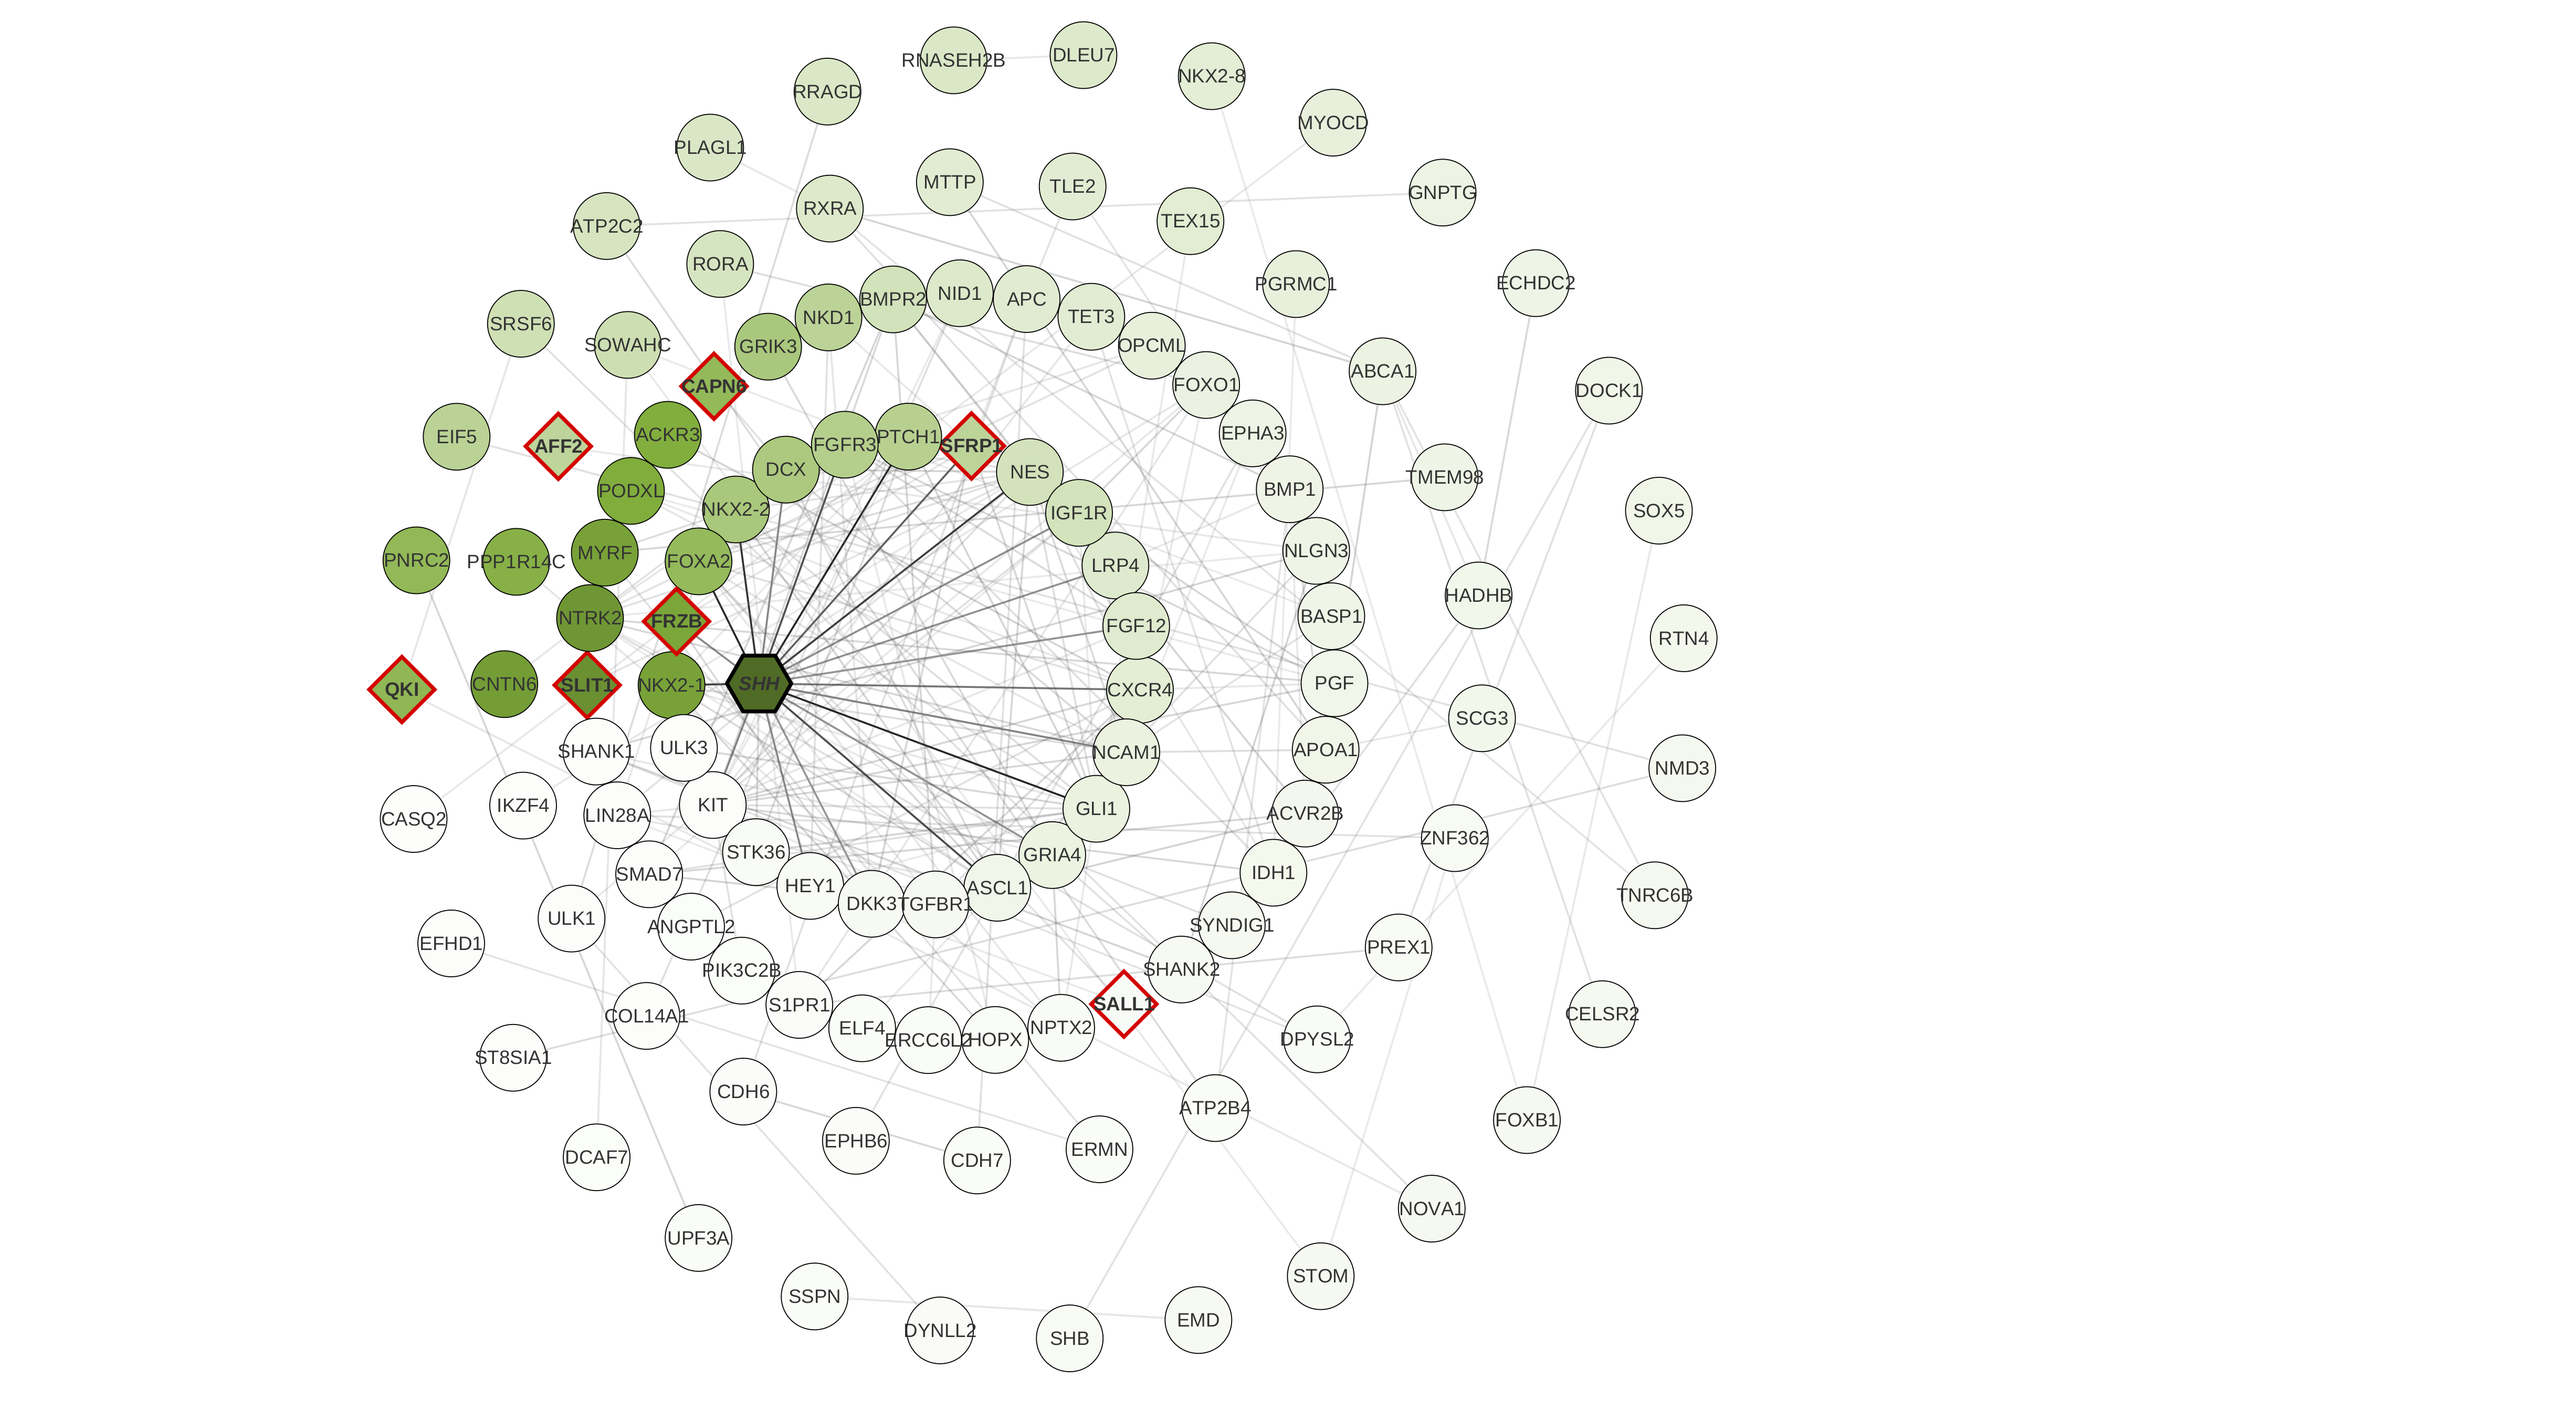 RNASEH2B
DLEU7
NKX2-8
RRAGD
MYOCD
PLAGL1
MTTP
TLE2
GNPTG
RXRA
TEX15
ATP2C2
RORA
PGRMC1
ECHDC2
NID1
BMPR2
APC
NKD1
TET3
SRSF6
SOWAHC
GRIK3
OPCML
ABCA1
FOXO1
CAPN6
DOCK1
EPHA3
ACKR3
EIF5
PTCH1
FGFR3
AFF2
SFRP1
DCX
NES
TMEM98
BMP1
PODXL
NKX2-2
SOX5
IGF1R
NLGN3
MYRF
PNRC2
PPP1R14C
FOXA2
LRP4
HADHB
BASP1
NTRK2
FRZB
FGF12
RTN4
PGF
SHH
CNTN6
SLIT1
NKX2-1
QKI
CXCR4
SCG3
ULK3
APOA1
SHANK1
NCAM1
NMD3
IKZF4
KIT
GLI1
ACVR2B
LIN28A
CASQ2
ZNF362
STK36
GRIA4
IDH1
SMAD7
HEY1
ASCL1
TNRC6B
DKK3
TGFBR1
ULK1
SYNDIG1
ANGPTL2
EFHD1
PREX1
PIK3C2B
SHANK2
S1PR1
SALL1
CELSR2
COL14A1
ELF4
NPTX2
ERCC6L2
HOPX
DPYSL2
ST8SIA1
CDH6
ATP2B4
FOXB1
EPHB6
ERMN
DCAF7
CDH7
NOVA1
UPF3A
STOM
SSPN
EMD
DYNLL2
SHB